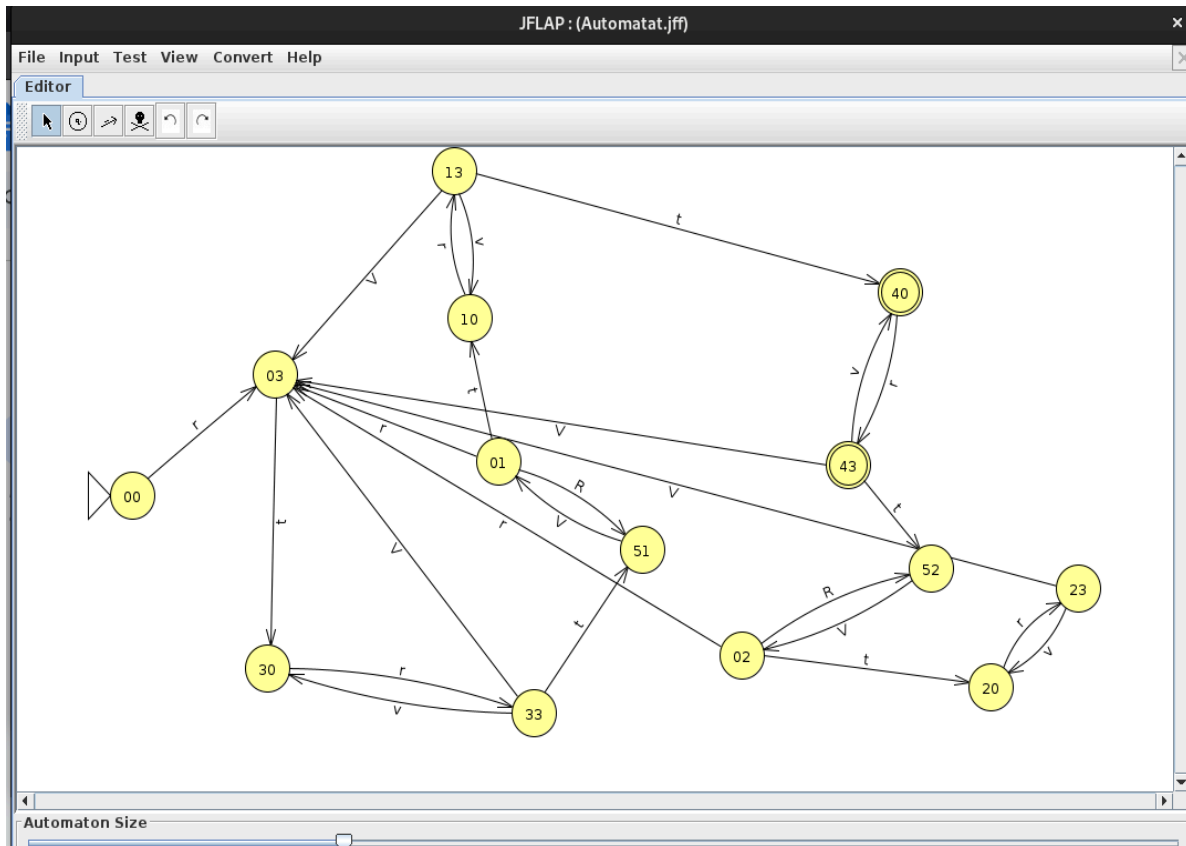 JFLAP : (Automatat.jff)
File Input Test View Convert Help
Editor
13
t
r
v
V
40
10
03
v
r
t
r
V
r
01
43
00
R
V
t
t
V
r
V
51
52
R
23
t
V
r
02
t
v
30
r
20
v
33
Automaton Size